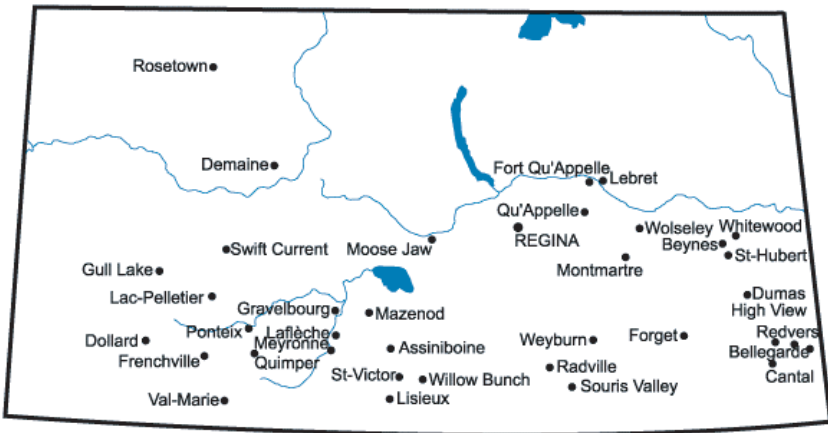 Rosetown
Demaine
Fort Qu'Appelle
Lebret
Qu'Appelle
REGINA
Wolseley
Whitewood
Beynes
St-Hubert
Montmartre
Swift Current
Moose Jaw
Gull Lake
Lac-Pelletier
Gravelbourg
Mazenod
Dumas
High View
Ponteix
Laflèche
Meyronne
Dollard
Frenchville
Quimper
Assiniboine
Weyburn
Forget
Redvers
Bellegarde
Cantal
St-Victor
Willow Bunch
Radville
Souris Valley
Val-Marie
Lisieux